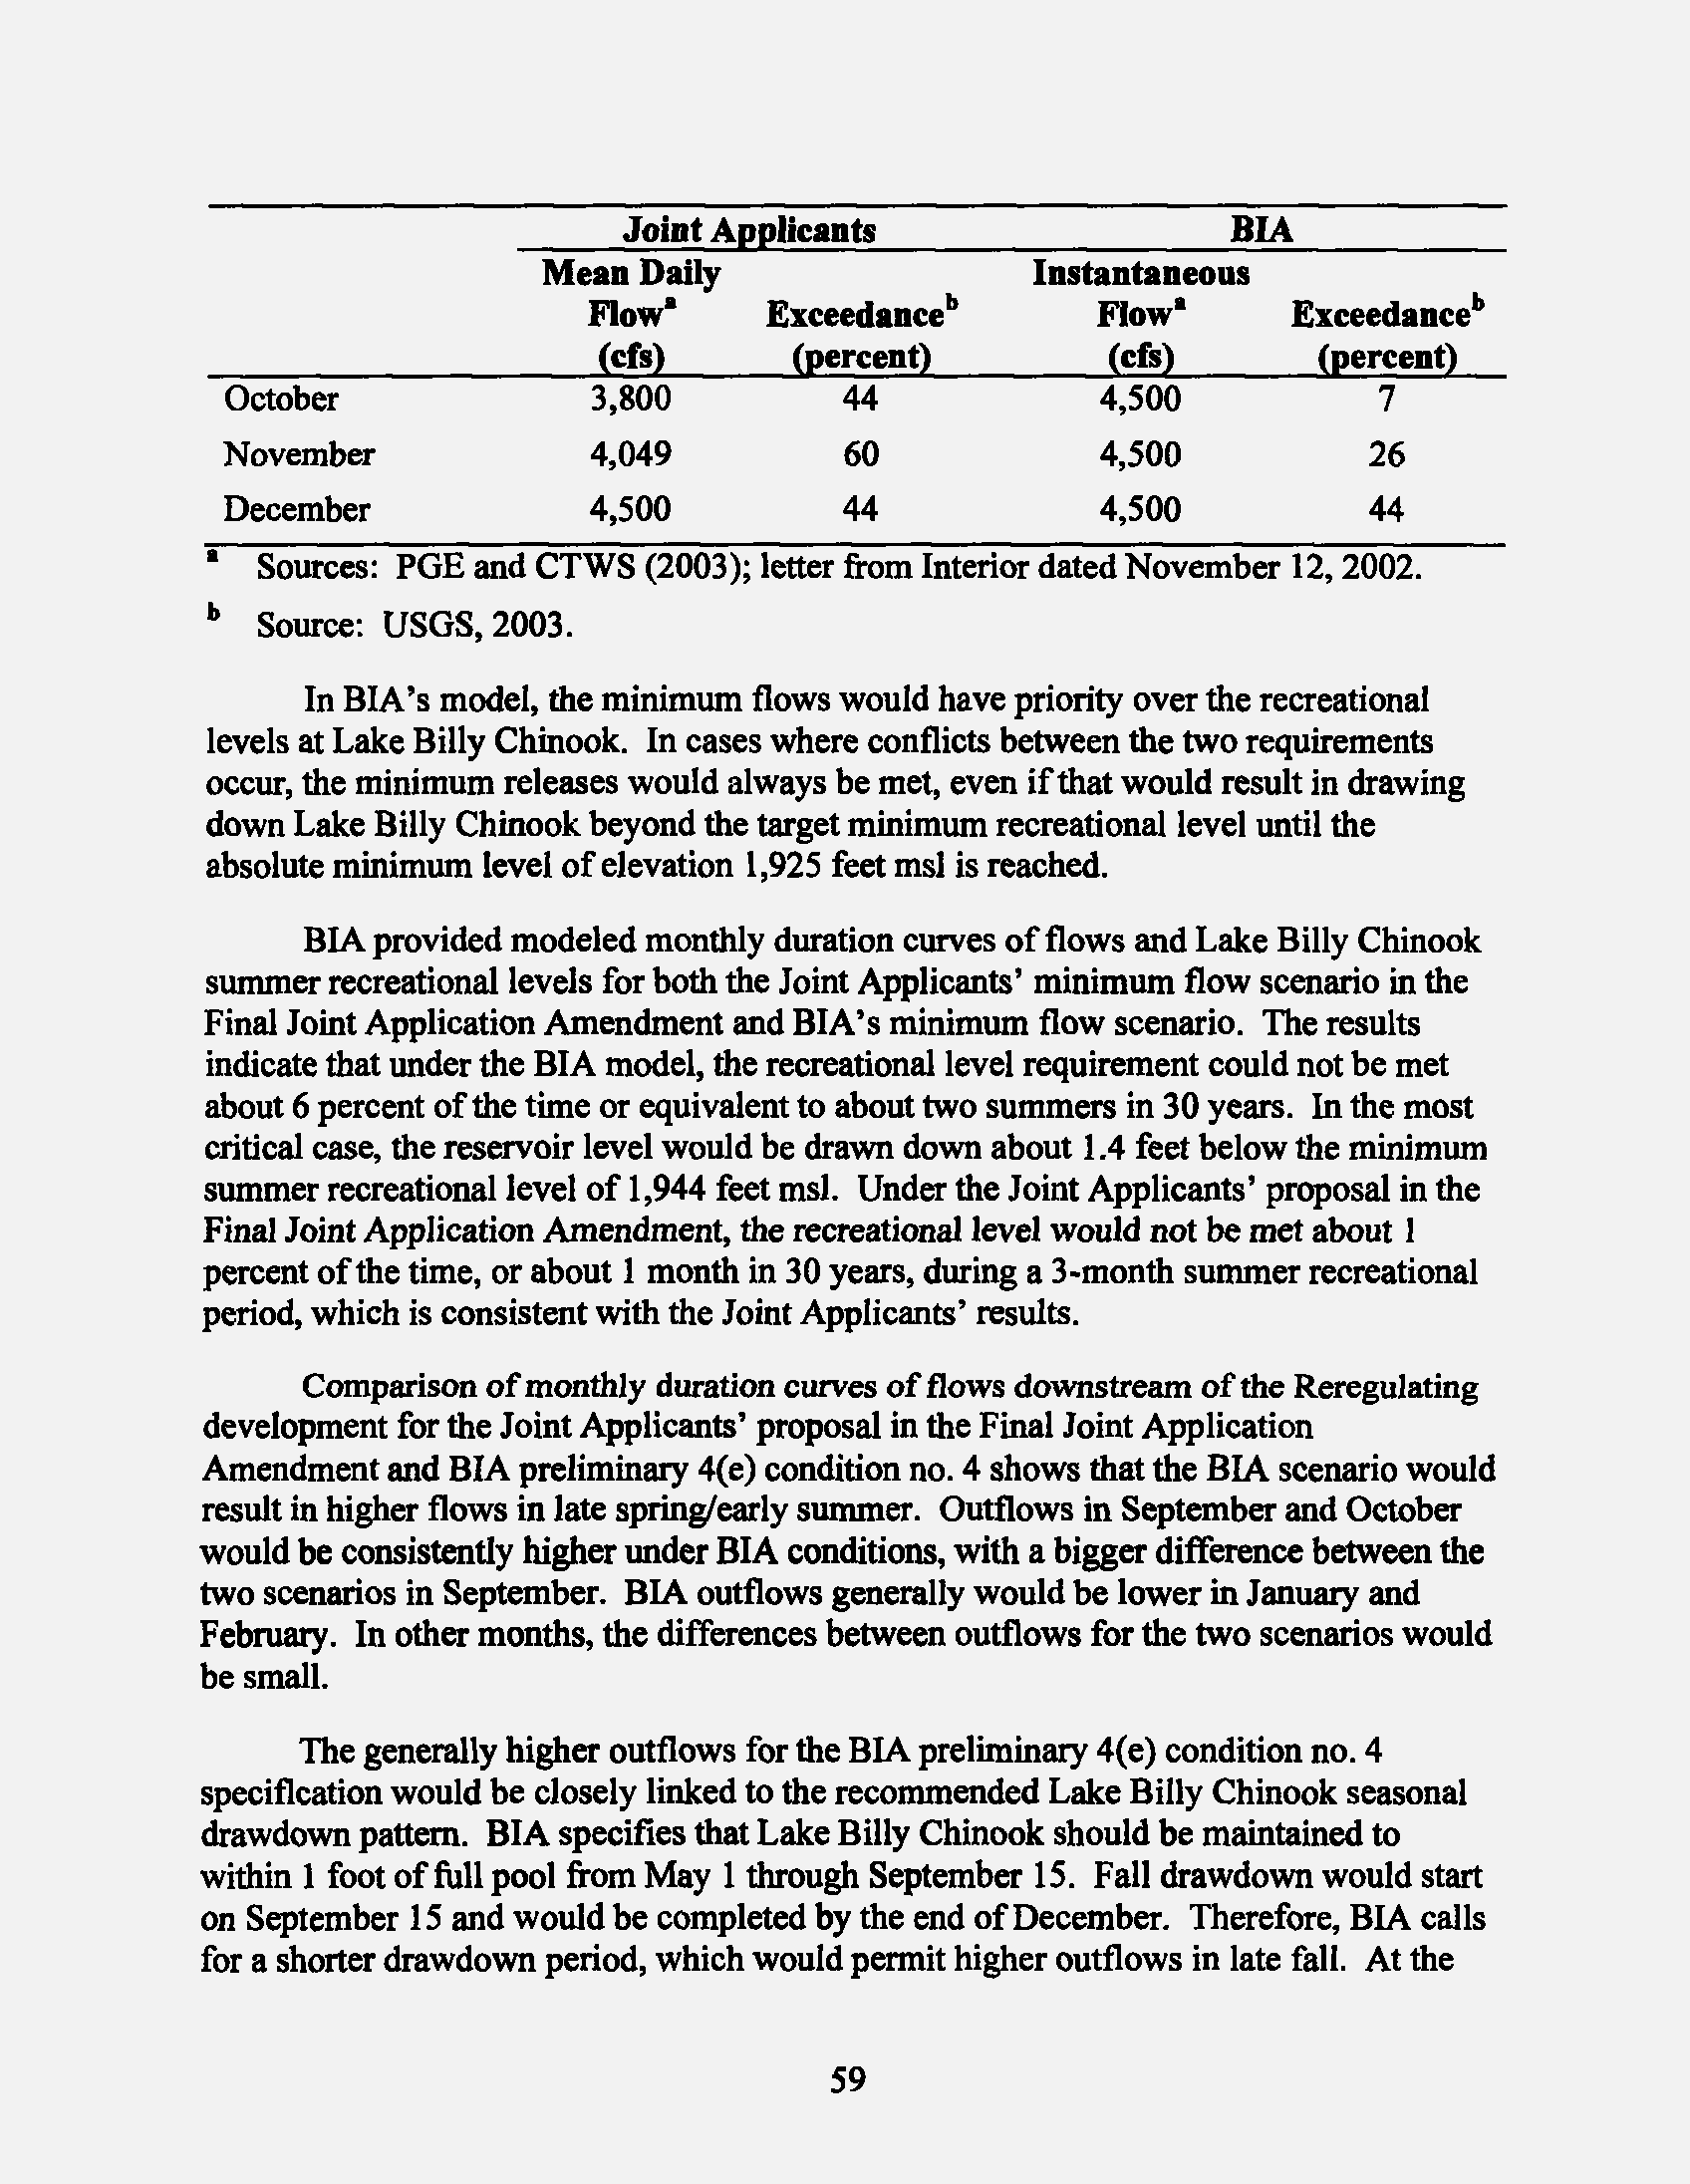 Joint Applicants BIA
Mean Daily Instantaneous
Flowᵃ Exceedanceᵇ Flowᵃ Exceedanceᵇ
(cfs) (percent) (cfs) (percent)
October 3,800 44 4,500 7
November 4,049 60 4,500 26
December 4,500 44 4,500 44
ᵃ Sources: PGE and CTWS (2003); letter from Interior dated November 12, 2002.
ᵇ Source: USGS, 2003.
In BIA's model, the minimum flows would have priority over the recreational
levels at Lake Billy Chinook. In cases where conflicts between the two requirements
occur, the minimum releases would always be met, even if that would result in drawing
down Lake Billy Chinook beyond the target minimum recreational level until the
absolute minimum level of elevation 1,925 feet msl is reached.
BIA provided modeled monthly duration curves of flows and Lake Billy Chinook
summer recreational levels for both the Joint Applicants' minimum flow scenario in the
Final Joint Application Amendment and BIA's minimum flow scenario. The results
indicate that under the BIA model, the recreational level requirement could not be met
about 6 percent of the time or equivalent to about two summers in 30 years. In the most
critical case, the reservoir level would be drawn down about 1.4 feet below the minimum
summer recreational level of 1,944 feet msl. Under the Joint Applicants' proposal in the
Final Joint Application Amendment, the recreational level would not be met about 1
percent of the time, or about 1 month in 30 years, during a 3-month summer recreational
period, which is consistent with the Joint Applicants' results.
Comparison of monthly duration curves of flows downstream of the Reregulating
development for the Joint Applicants' proposal in the Final Joint Application
Amendment and BIA preliminary 4(e) condition no. 4 shows that the BIA scenario would
result in higher flows in late spring/early summer. Outflows in September and October
would be consistently higher under BIA conditions, with a bigger difference between the
two scenarios in September. BIA outflows generally would be lower in January and
February. In other months, the differences between outflows for the two scenarios would
be small.
The generally higher outflows for the BIA preliminary 4(e) condition no. 4
specification would be closely linked to the recommended Lake Billy Chinook seasonal
drawdown pattern. BIA specifies that Lake Billy Chinook should be maintained to
within 1 foot of full pool from May 1 through September 15. Fall drawdown would start
on September 15 and would be completed by the end of December. Therefore, BIA calls
for a shorter drawdown period, which would permit higher outflows in late fall. At the
59